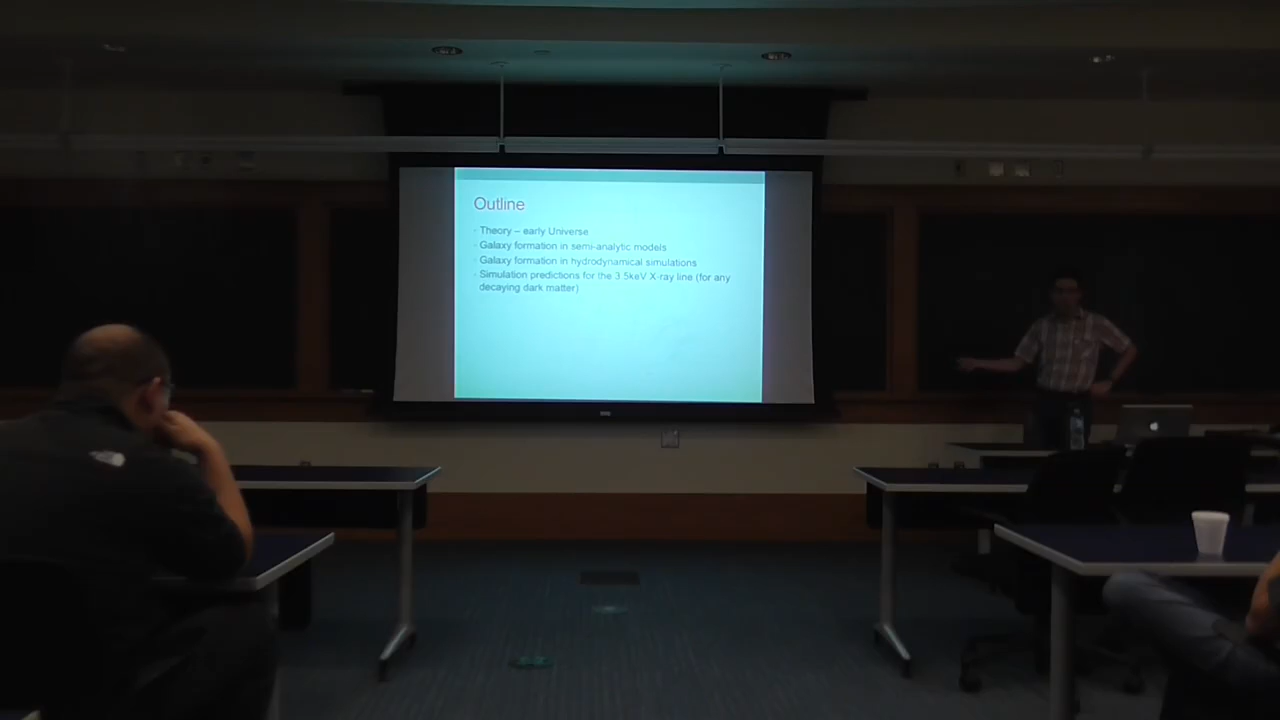 Outline
· Theory – early Universe
· Galaxy formation in semi-analytic models
· Galaxy formation in hydrodynamical simulations
· Simulation predictions for the 3.5keV X-ray line (for any
decaying dark matter)